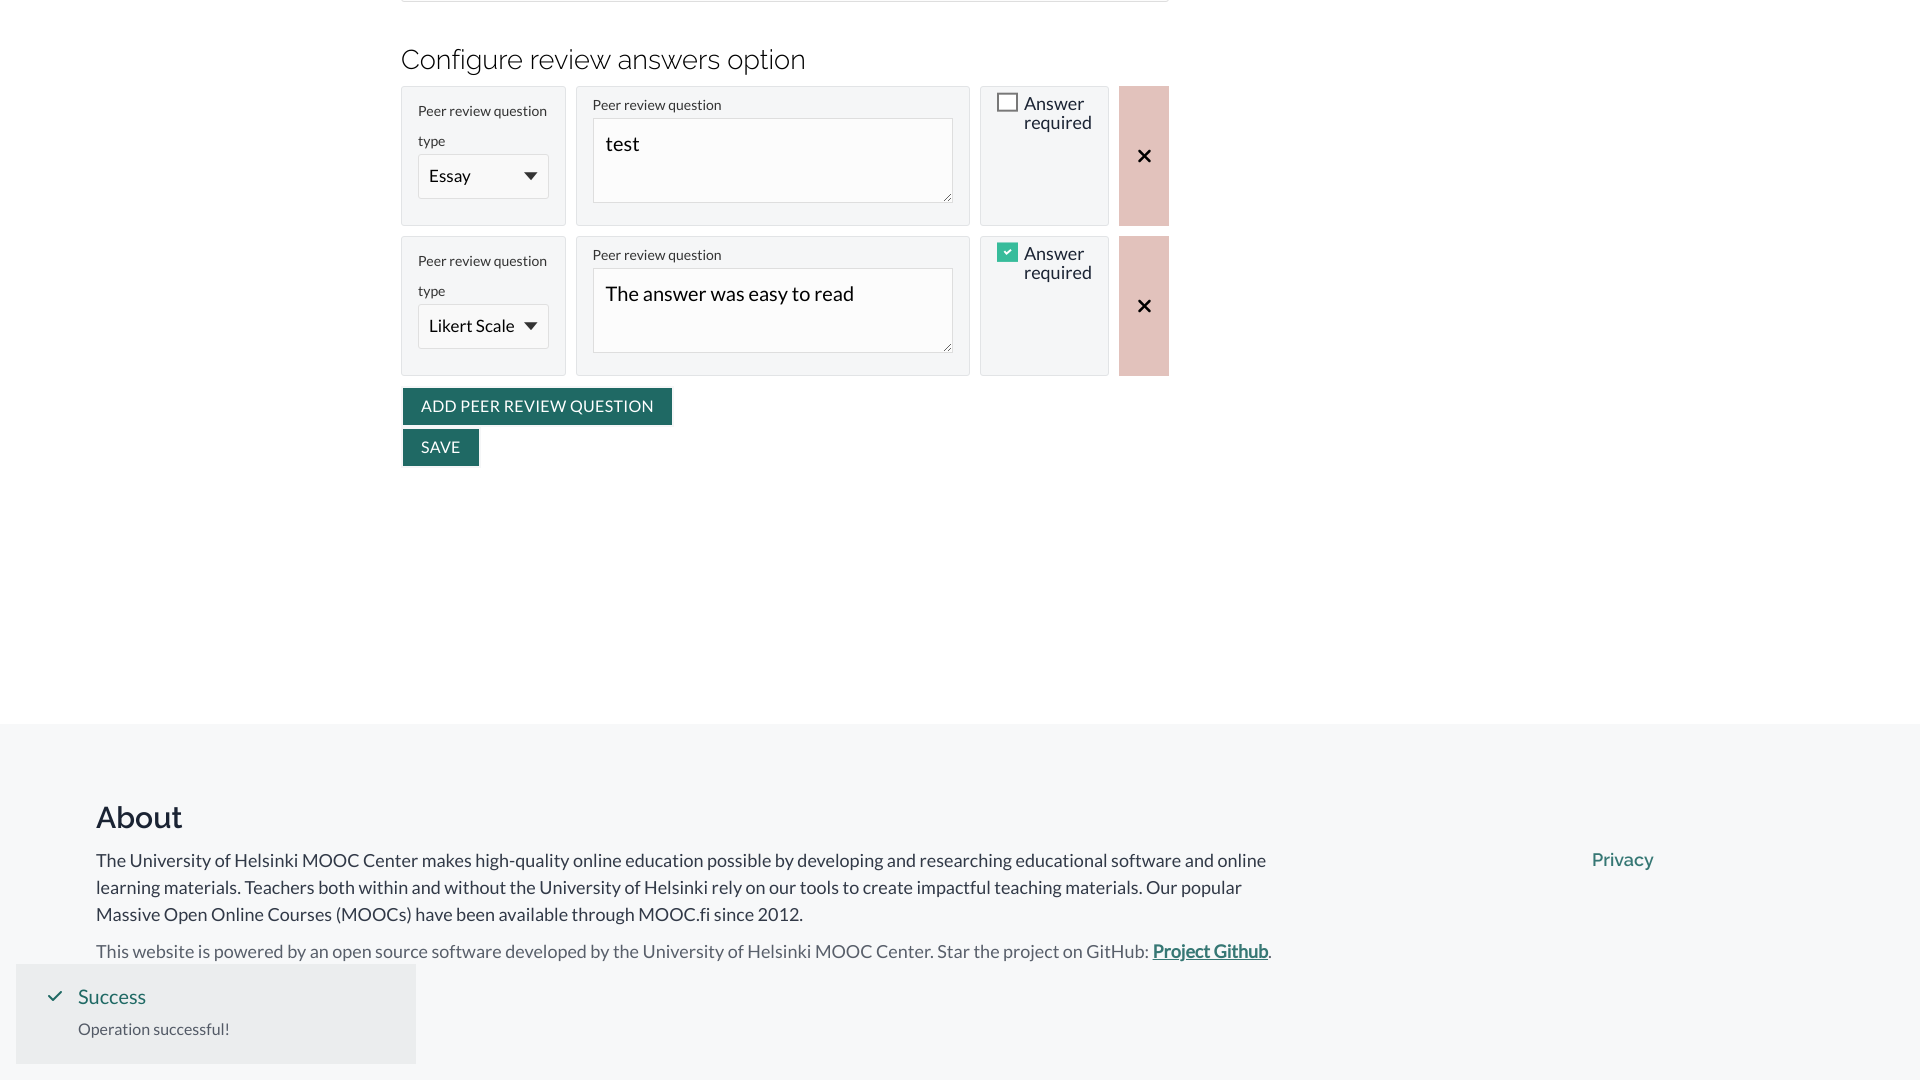 Configure review answers option
Peer review question
type
Essay
Peer review question
test
Answer
required
Peer review question
type
Likert Scale
Peer review question
The answer was easy to read
Answer
required
ADD PEER REVIEW QUESTION
SAVE
About
The University of Helsinki MOOC Center makes high-quality online education possible by developing and researching educational software and online
learning materials. Teachers both within and without the University of Helsinki rely on our tools to create impactful teaching materials. Our popular
Massive Open Online Courses (MOOCs) have been available through MOOC.fi since 2012.
Privacy
This website is powered by an open source software developed by the University of Helsinki MOOC Center. Star the project on GitHub: Project Github.
Success
Operation successful!